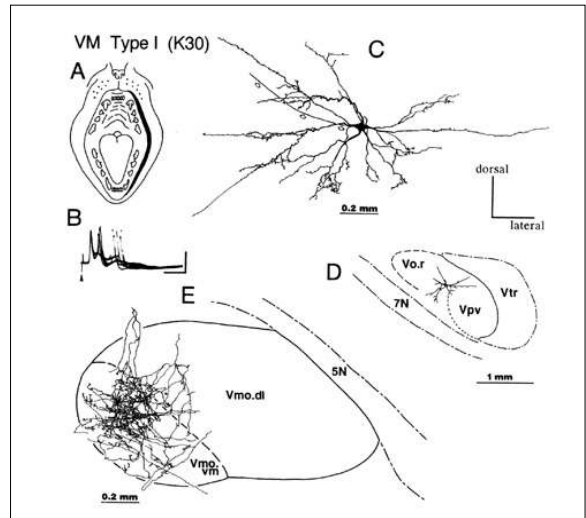 VM Type I (K30)
A
C
0.2 mm
dorsal
lateral
B
D
Vo.r
Vtr
7N
Vpv
1 mm
E
5N
Vmo.dl
Vmo.
vm
0.2 mm